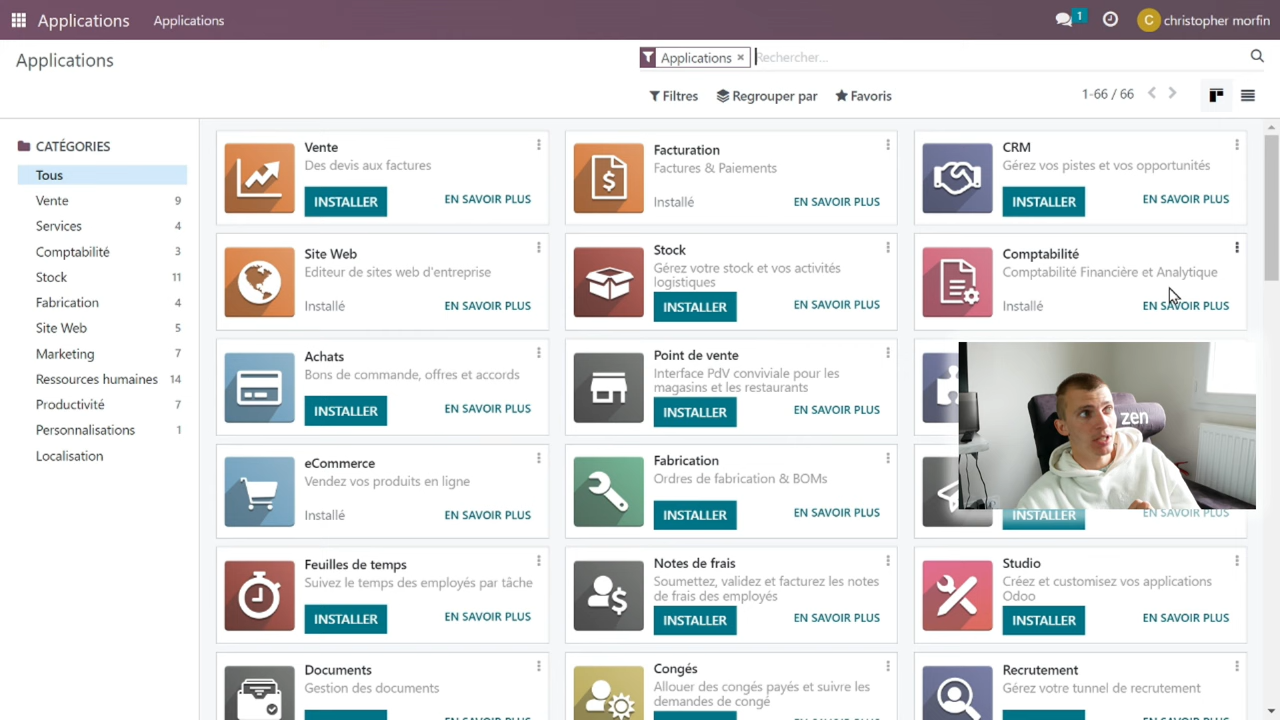 Applications
Applications
1
C
christopher morfin
Applications
Applications ×
Rechercher...
Filtres
Regrouper par
Favoris
1-66 / 66
CATÉGORIES
Tous
Vente 9
Services 4
Comptabilité 3
Stock 11
Fabrication 4
Site Web 5
Marketing 7
Ressources humaines 14
Productivité 7
Personnalisations 1
Localisation
Vente
Des devis aux factures
INSTALLER
EN SAVOIR PLUS
Facturation
Factures & Paiements
Installé
EN SAVOIR PLUS
CRM
Gérez vos pistes et vos opportunités
INSTALLER
EN SAVOIR PLUS
Site Web
Editeur de sites web d'entreprise
Installé
EN SAVOIR PLUS
Stock
Gérez votre stock et vos activités
logistiques
INSTALLER
EN SAVOIR PLUS
Comptabilité
Comptabilité Financière et Analytique
Installé
EN SAVOIR PLUS
Achats
Bons de commande, offres et accords
INSTALLER
EN SAVOIR PLUS
Point de vente
Interface PdV conviviale pour les
magasins et les restaurants
INSTALLER
EN SAVOIR PLUS
zen
eCommerce
Vendez vos produits en ligne
Installé
EN SAVOIR PLUS
Fabrication
Ordres de fabrication & BOMs
INSTALLER
EN SAVOIR PLUS
INSTALLER
EN SAVOIR PLUS
Feuilles de temps
Suivez le temps des employés par tâche
INSTALLER
EN SAVOIR PLUS
Notes de frais
Soumettez, validez et facturez les notes
de frais des employés
INSTALLER
EN SAVOIR PLUS
Studio
Créez et customisez vos applications
Odoo
INSTALLER
EN SAVOIR PLUS
Documents
Gestion des documents
Congés
Allouer des congés payés et suivre les
demandes de congé
Recrutement
Gérez votre tunnel de recrutement